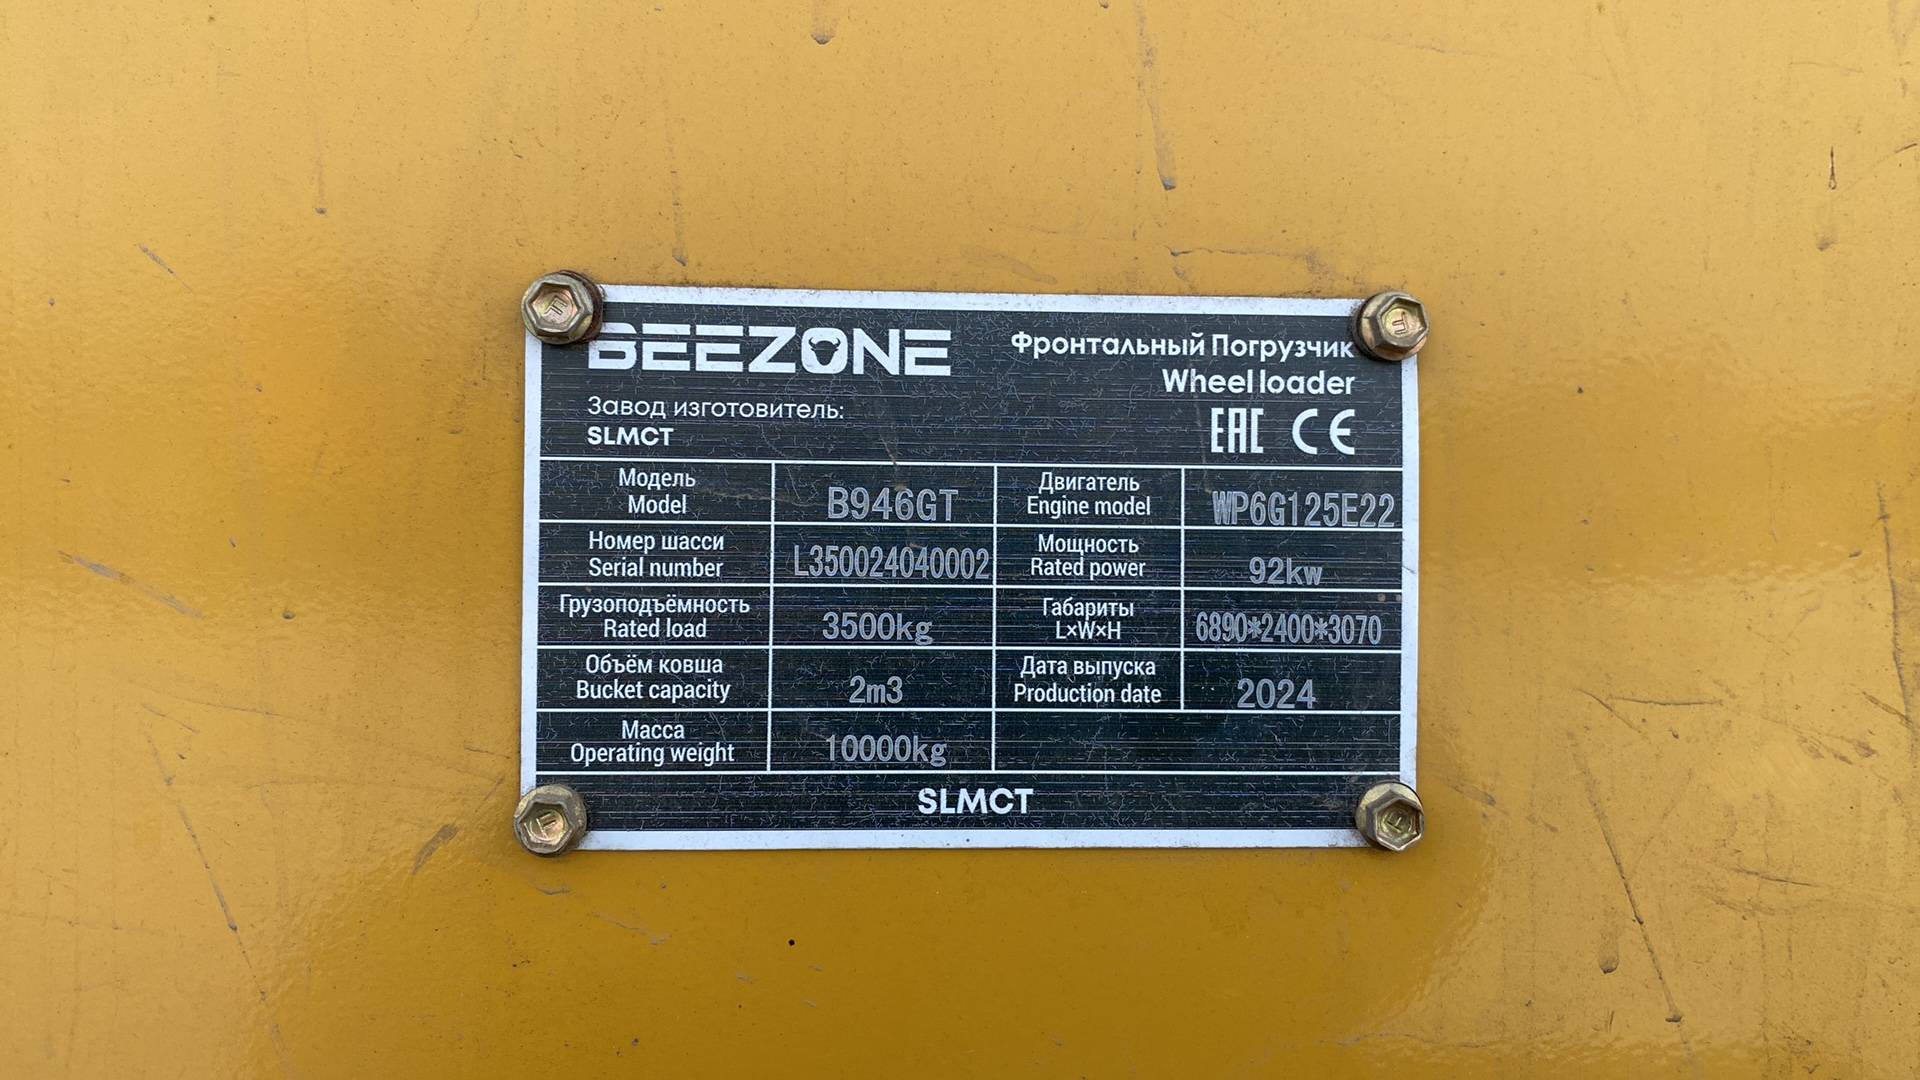 BEEZONE
Фронтальный Погрузчик
Wheel loader
Завод изготовитель:
SLMCT
EAC CE
Модель
Model
B946GT
Двигатель
Engine model
WP6G125E22
Номер шасси
Serial number
L350024040002
Мощность
Rated power
92kw
Грузоподъёмность
Rated load
3500kg
Габариты
L×W×H
6890*2400*3070
Объём ковша
Bucket capacity
2m3
Дата выпуска
Production date
2024
Масса
Operating weight
10000kg
SLMCT